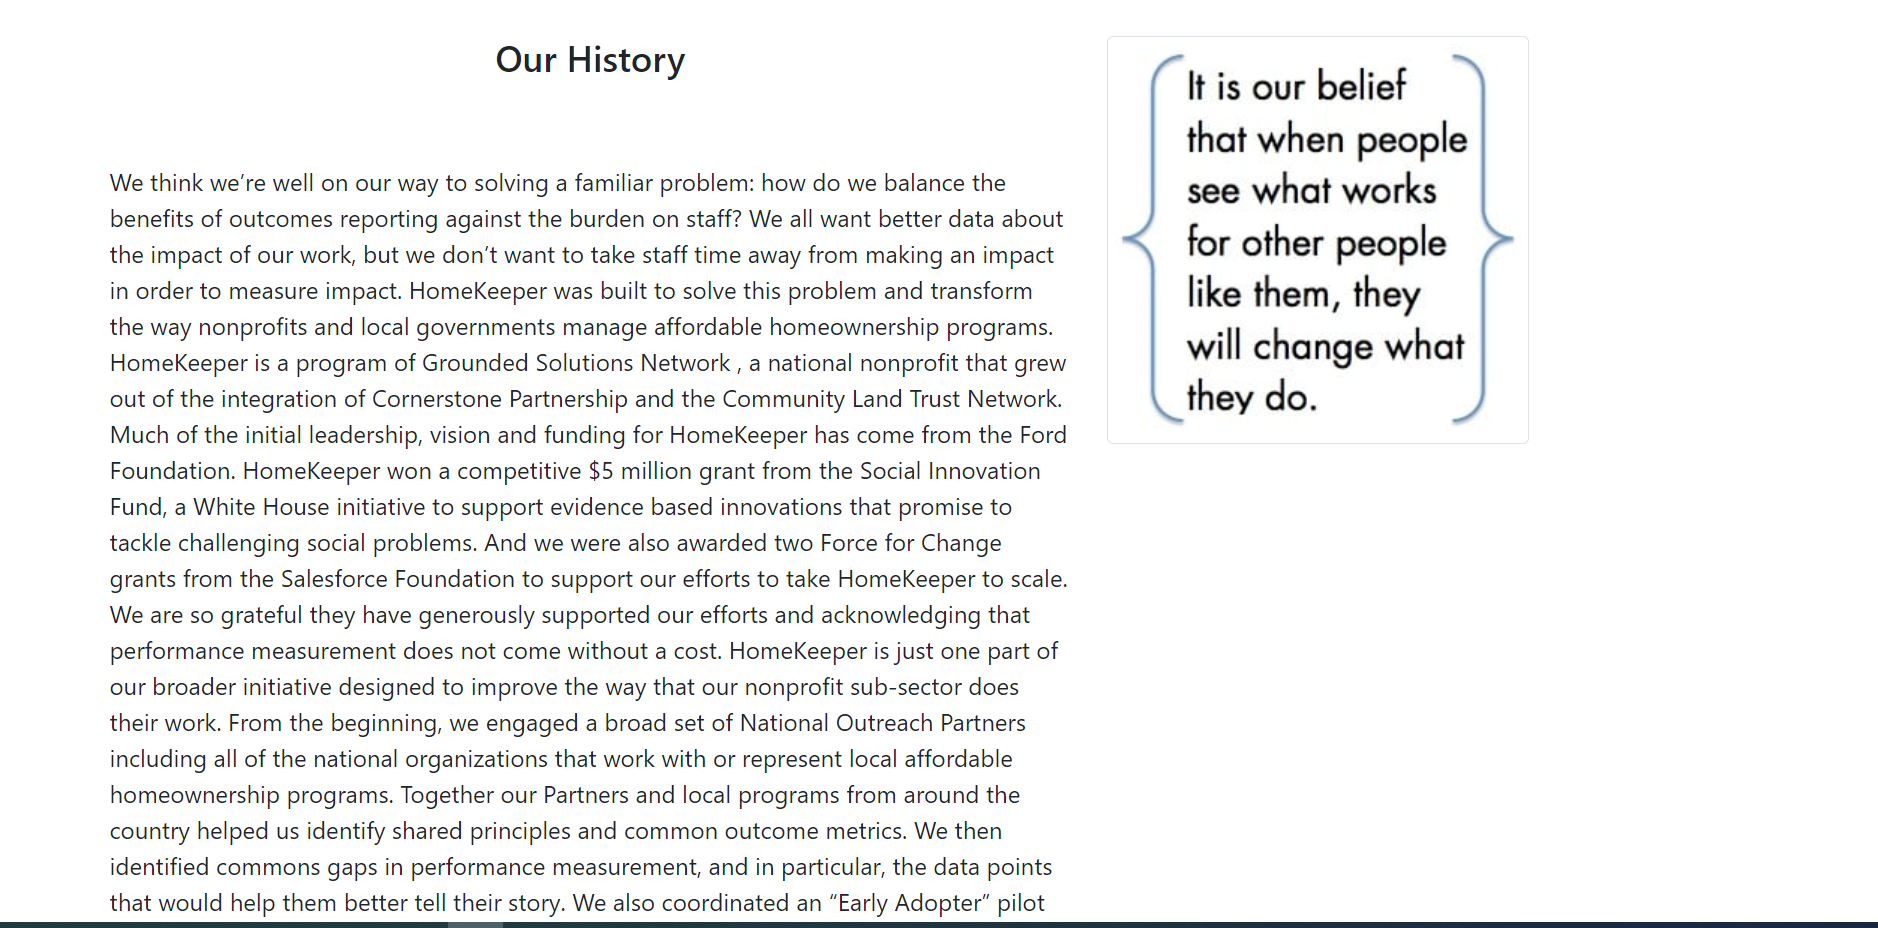 Our History
We think we’re well on our way to solving a familiar problem: how do we balance the
benefits of outcomes reporting against the burden on staff? We all want better data about
the impact of our work, but we don’t want to take staff time away from making an impact
in order to measure impact. HomeKeeper was built to solve this problem and transform
the way nonprofits and local governments manage affordable homeownership programs.
HomeKeeper is a program of Grounded Solutions Network , a national nonprofit that grew
out of the integration of Cornerstone Partnership and the Community Land Trust Network.
Much of the initial leadership, vision and funding for HomeKeeper has come from the Ford
Foundation. HomeKeeper won a competitive $5 million grant from the Social Innovation
Fund, a White House initiative to support evidence based innovations that promise to
tackle challenging social problems. And we were also awarded two Force for Change
grants from the Salesforce Foundation to support our efforts to take HomeKeeper to scale.
We are so grateful they have generously supported our efforts and acknowledging that
performance measurement does not come without a cost. HomeKeeper is just one part of
our broader initiative designed to improve the way that our nonprofit sub-sector does
their work. From the beginning, we engaged a broad set of National Outreach Partners
including all of the national organizations that work with or represent local affordable
homeownership programs. Together our Partners and local programs from around the
country helped us identify shared principles and common outcome metrics. We then
identified commons gaps in performance measurement, and in particular, the data points
that would help them better tell their story. We also coordinated an “Early Adopter” pilot
It is our belief
that when people
see what works
for other people
like them, they
will change what
they do.